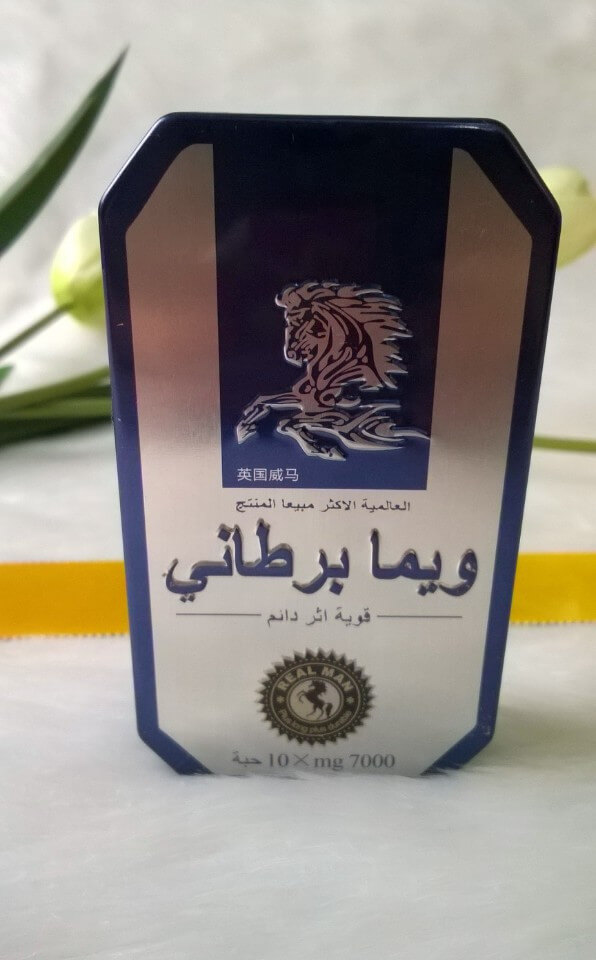 英国威马
العالمية الاكثر مبيعا المنتج
ويما برطاني
قوية اثر دائم
REAL MAN
7000 mg×10 حبة